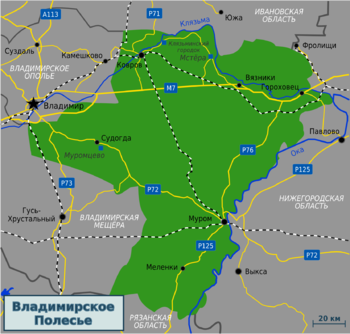 А113
Р71
Южа
ИВАНОВСКАЯ
ОБЛАСТЬ
Клязьма
Суздаль
Камешково
Клязьминский
городок
Мстёра
Фролищи
ВЛАДИМИРСКОЕ
ОПОЛЬЕ
Ковров
Вязники
Гороховец
М7
Владимир
Павлово
Судогда
Муромцево
Р76
Ока
Р125
Р73
Р72
Гусь-
Хрустальный
ВЛАДИМИРСКАЯ
МЕЩЁРА
Муром
НИЖЕГОРОДСКАЯ
ОБЛАСТЬ
Р125
Р72
Меленки
Выкса
Владимирское
Полесье
РЯЗАНСКАЯ
ОБЛАСТЬ
20 км